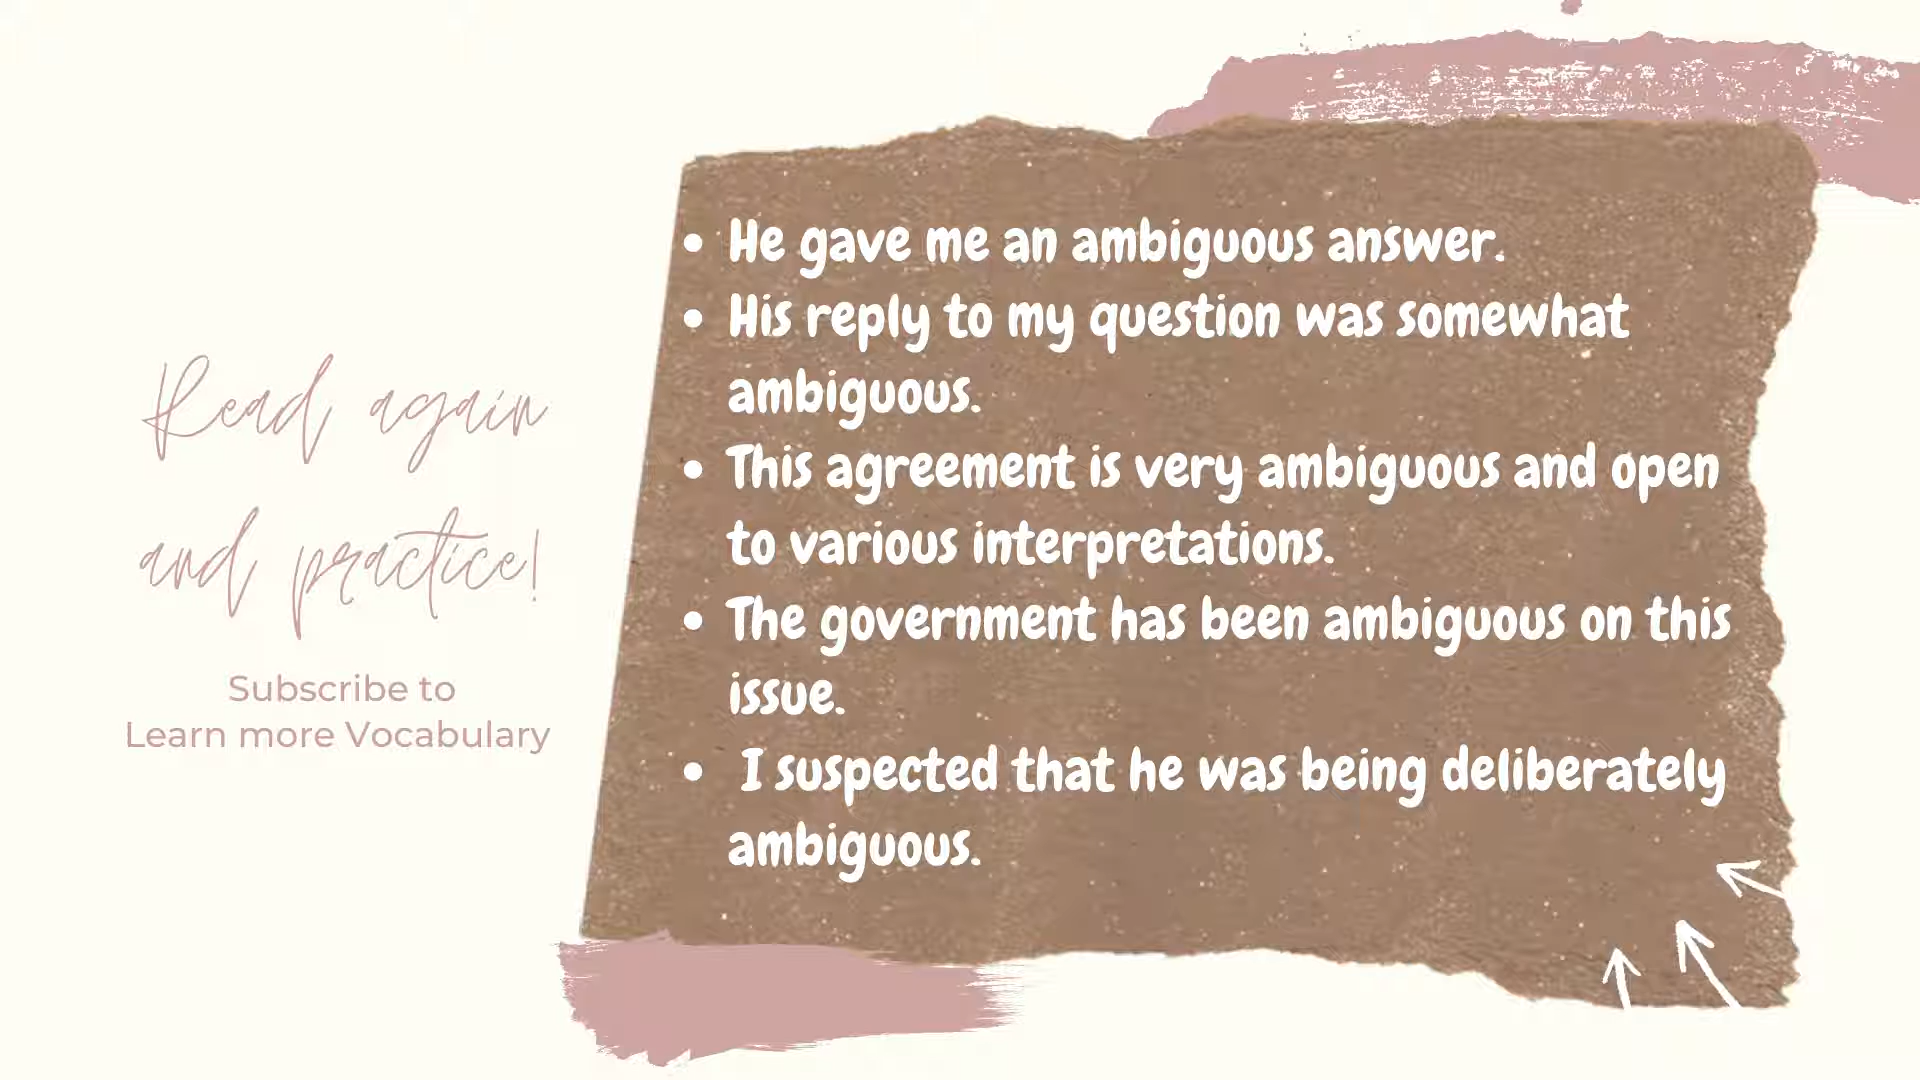 Read again
and practice!
Subscribe to
Learn more Vocabulary
• He gave me an ambiguous answer.
• His reply to my question was somewhat
ambiguous.
• This agreement is very ambiguous and open
to various interpretations.
• The government has been ambiguous on this
issue.
• I suspected that he was being deliberately
ambiguous.